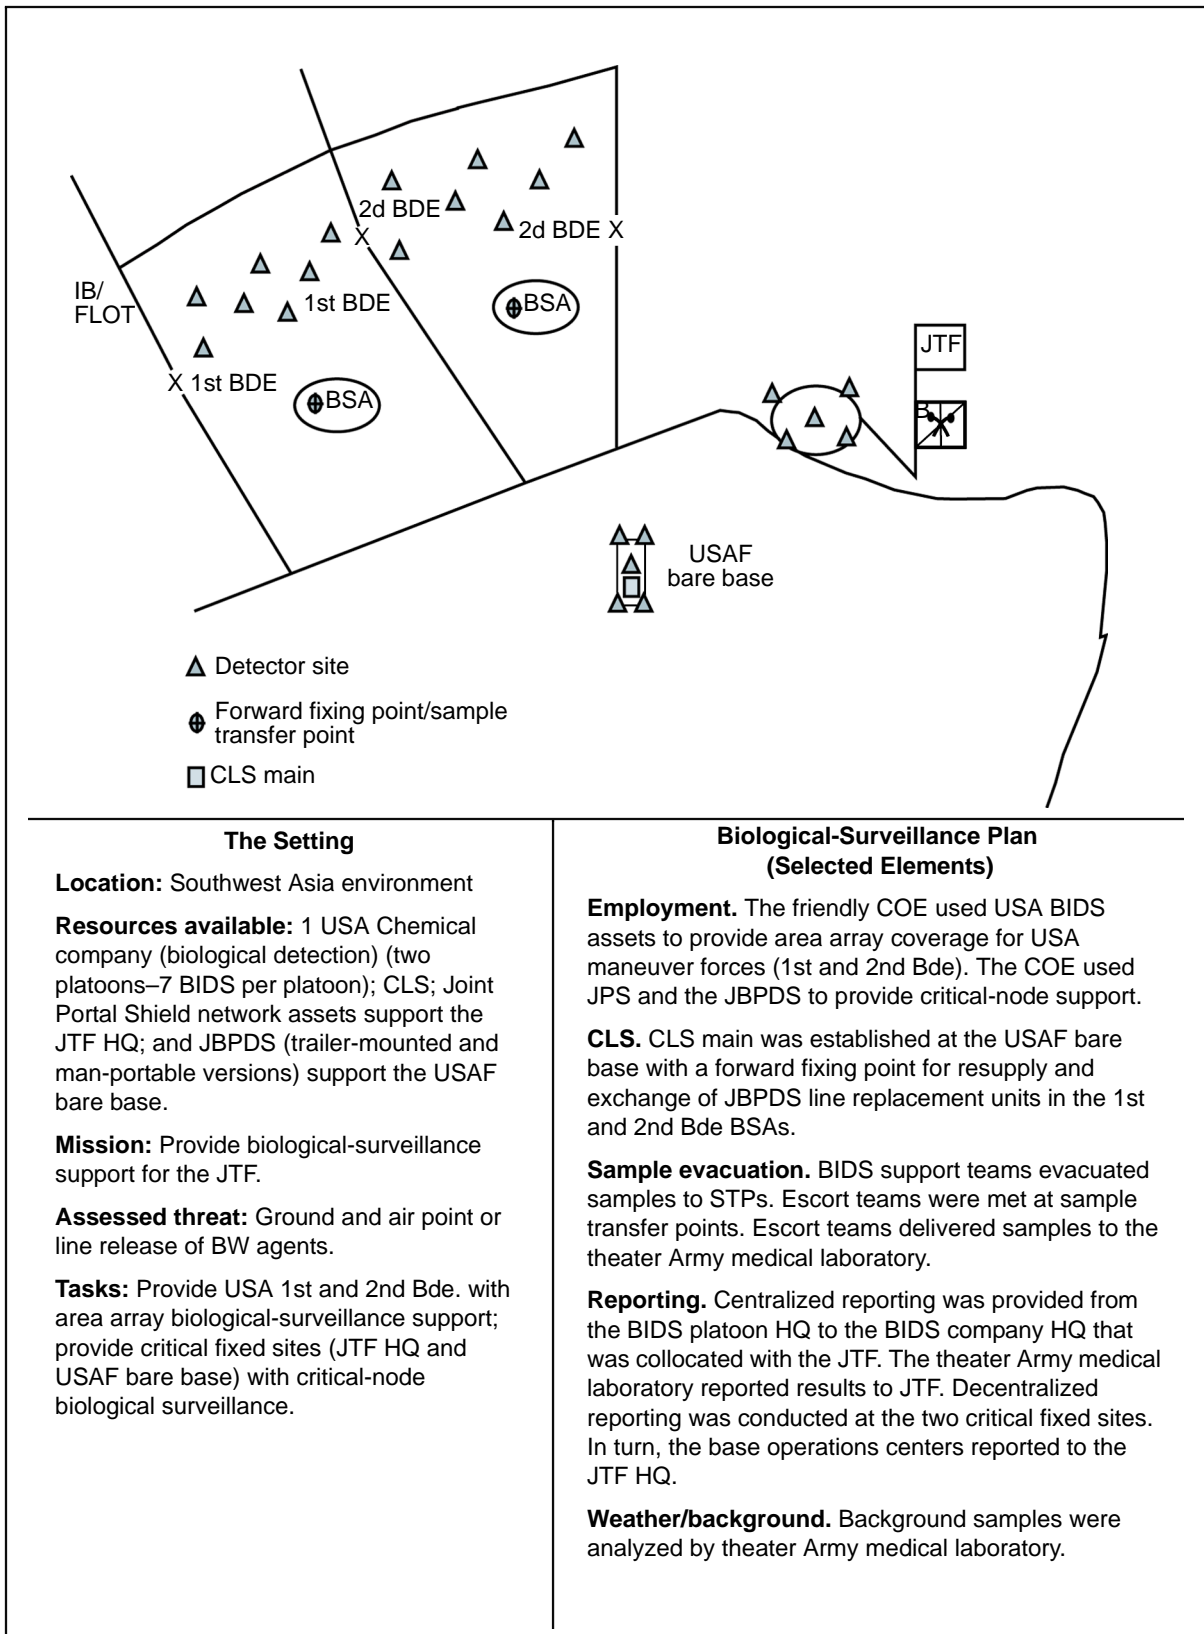 2d BDE
X
2d BDE X
IB/
FLOT
1st BDE
BSA
X 1st BDE
BSA
JTF
B
USAF
bare base
Detector site
Forward fixing point/sample
transfer point
CLS main
The Setting
Location: Southwest Asia environment
Resources available: 1 USA Chemical
company (biological detection) (two
platoons–7 BIDS per platoon); CLS; Joint
Portal Shield network assets support the
JTF HQ; and JBPDS (trailer-mounted and
man-portable versions) support the USAF
bare base.
Mission: Provide biological-surveillance
support for the JTF.
Assessed threat: Ground and air point or
line release of BW agents.
Tasks: Provide USA 1st and 2nd Bde. with
area array biological-surveillance support;
provide critical fixed sites (JTF HQ and
USAF bare base) with critical-node
biological surveillance.
Biological-Surveillance Plan
(Selected Elements)
Employment. The friendly COE used USA BIDS
assets to provide area array coverage for USA
maneuver forces (1st and 2nd Bde). The COE used
JPS and the JBPDS to provide critical-node support.
CLS. CLS main was established at the USAF bare
base with a forward fixing point for resupply and
exchange of JBPDS line replacement units in the 1st
and 2nd Bde BSAs.
Sample evacuation. BIDS support teams evacuated
samples to STPs. Escort teams were met at sample
transfer points. Escort teams delivered samples to the
theater Army medical laboratory.
Reporting. Centralized reporting was provided from
the BIDS platoon HQ to the BIDS company HQ that
was collocated with the JTF. The theater Army medical
laboratory reported results to JTF. Decentralized
reporting was conducted at the two critical fixed sites.
In turn, the base operations centers reported to the
JTF HQ.
Weather/background. Background samples were
analyzed by theater Army medical laboratory.